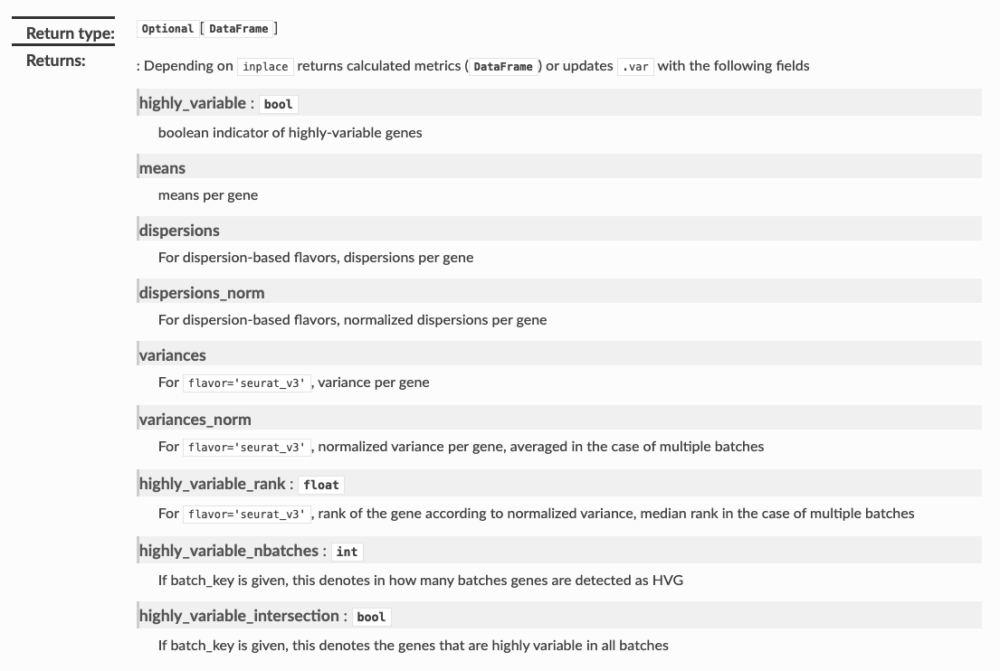 Return type: Optional[DataFrame]
Returns: : Depending on inplace returns calculated metrics (DataFrame) or updates .var with the following fields
highly_variable : bool
boolean indicator of highly-variable genes
means
means per gene
dispersions
For dispersion-based flavors, dispersions per gene
dispersions_norm
For dispersion-based flavors, normalized dispersions per gene
variances
For flavor='seurat_v3', variance per gene
variances_norm
For flavor='seurat_v3', normalized variance per gene, averaged in the case of multiple batches
highly_variable_rank : float
For flavor='seurat_v3', rank of the gene according to normalized variance, median rank in the case of multiple batches
highly_variable_nbatches : int
If batch_key is given, this denotes in how many batches genes are detected as HVG
highly_variable_intersection : bool
If batch_key is given, this denotes the genes that are highly variable in all batches